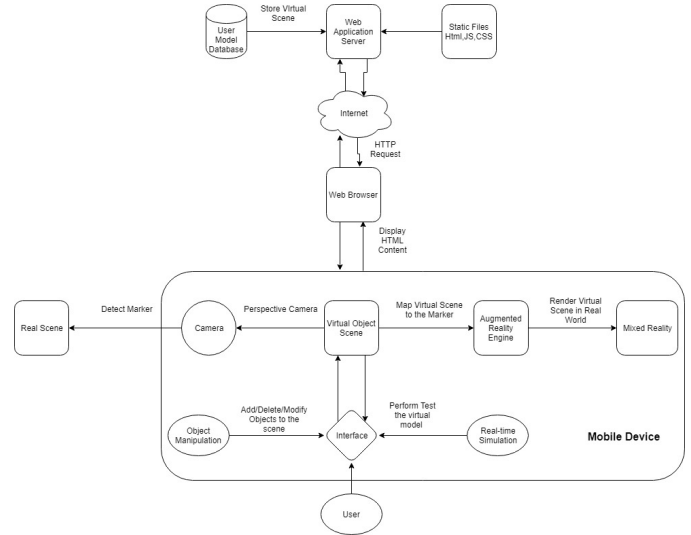 Store Virtual
Scene
User
Model
Database
Web
Application
Server
Static Files
Html,JS,CSS
Internet
HTTP
Request
Web Browser
Display
HTML
Content
Real Scene
Detect Marker
Camera
Perspective Camera
Virtual Object
Scene
Map Virtual Scene
to the Marker
Augmented
Reality
Engine
Render Virtual
Scene in Real
World
Mixed Reality
Object
Manipulation
Add/Delete/Modify
Objects to the
scene
Interface
Perform Test
the virtual
model
Real-time
Simulation
Mobile Device
User